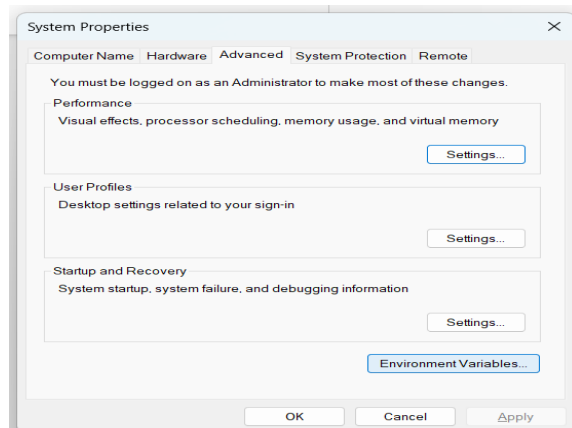 System Properties
Computer Name Hardware Advanced System Protection Remote
You must be logged on as an Administrator to make most of these changes.
Performance
Visual effects, processor scheduling, memory usage, and virtual memory
Settings...
User Profiles
Desktop settings related to your sign-in
Settings...
Startup and Recovery
System startup, system failure, and debugging information
Settings...
Environment Variables...
OK Cancel Apply